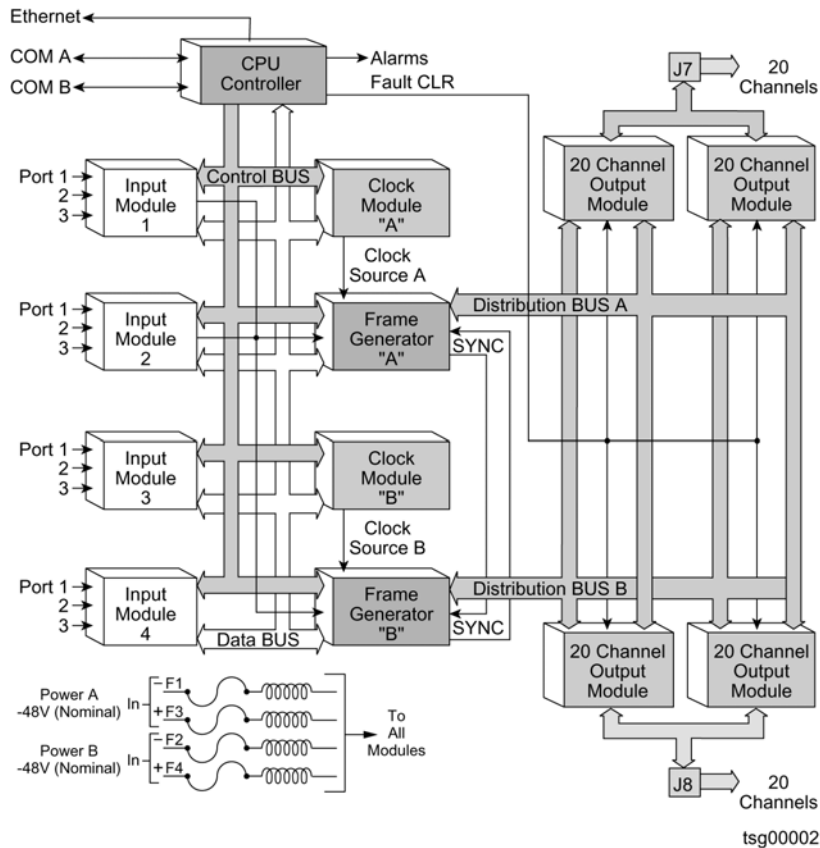 Ethernet
COM A
COM B
CPU
Controller
Alarms
Fault CLR
J7
20
Channels
Port 1
2
3
Input
Module
1
Control BUS
Clock
Module
"A"
20 Channel
Output
Module
20 Channel
Output
Module
Clock
Source A
Port 1
2
3
Input
Module
2
Frame
Generator
"A"
Distribution BUS A
SYNC
Port 1
2
3
Input
Module
3
Clock
Module
"B"
Clock
Source B
Port 1
2
3
Input
Module
4
Data BUS
Frame
Generator
"B"
Distribution BUS B
SYNC
20 Channel
Output
Module
20 Channel
Output
Module
Power A
-48V (Nominal)
In
– F1
+ F3
Power B
-48V (Nominal)
In
– F2
+ F4
To
All
Modules
J8
20
Channels
tsg00002